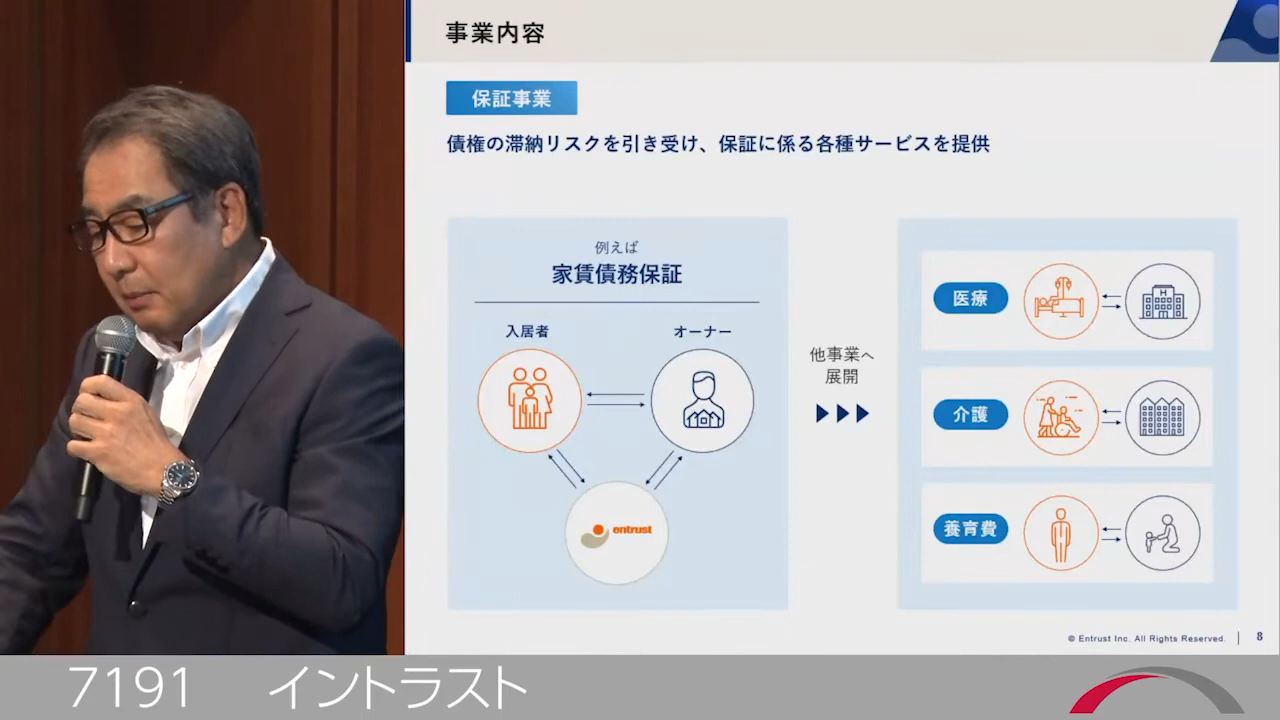 事業内容
保証事業
債権の滞納リスクを引き受け、保証に係る各種サービスを提供
例えば
家賃債務保証
入居者
オーナー
entrust
他事業へ
展開
医療
H
介護
養育費
© Entrust Inc. All Rights Reserved.
8
7191 イントラスト